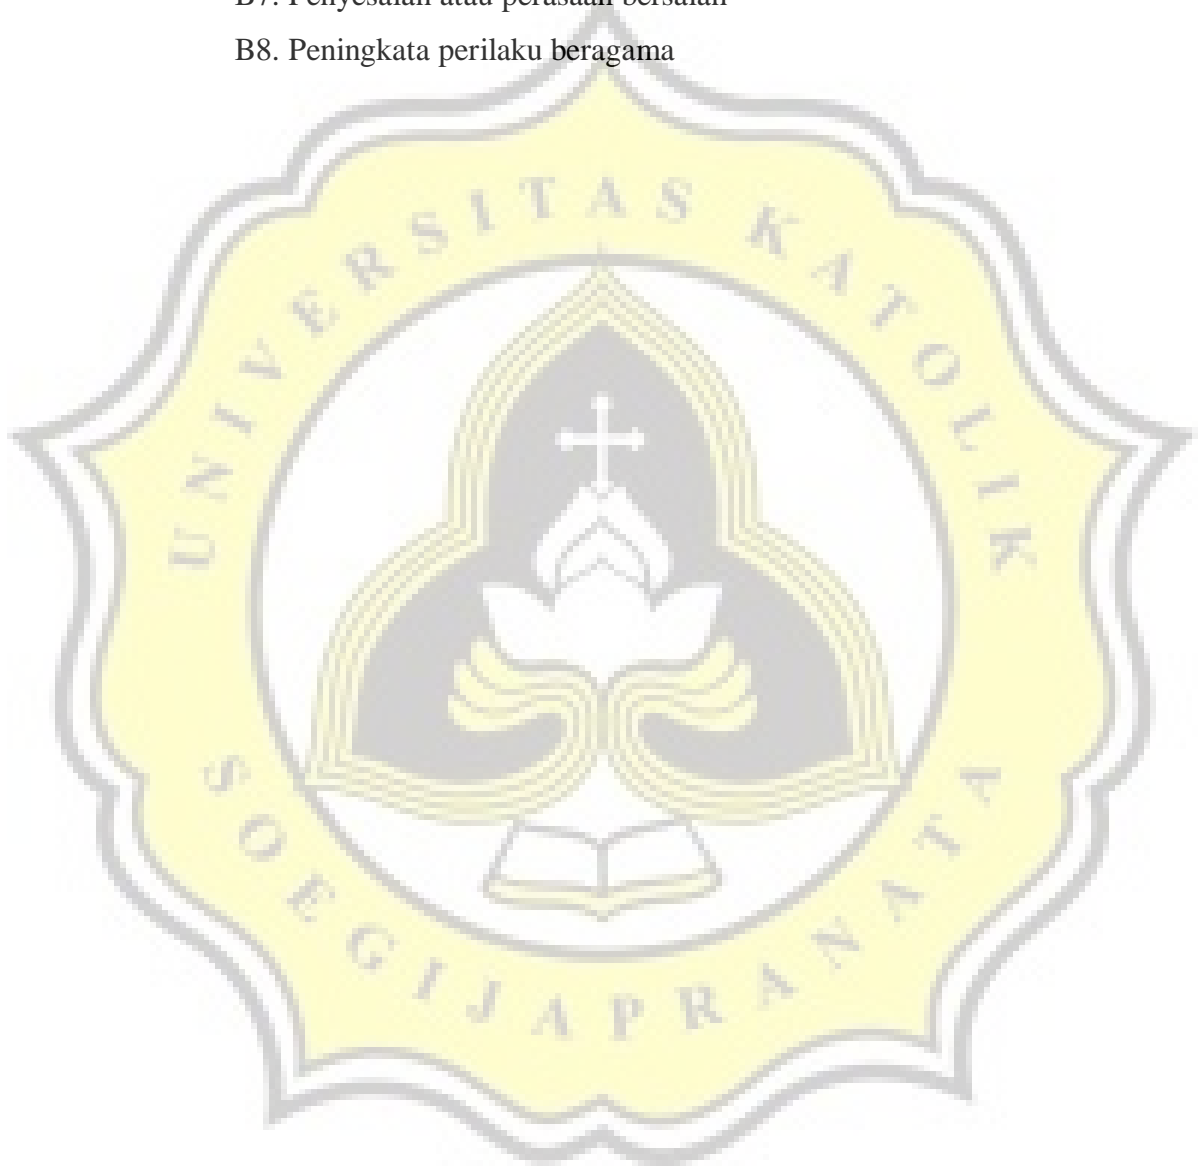 B7. Penyesalan atau perasaan bersalah
B8. Peningkata perilaku beragama
UNIVERSITAS KATOLIK
SOEGIJAPRANATA